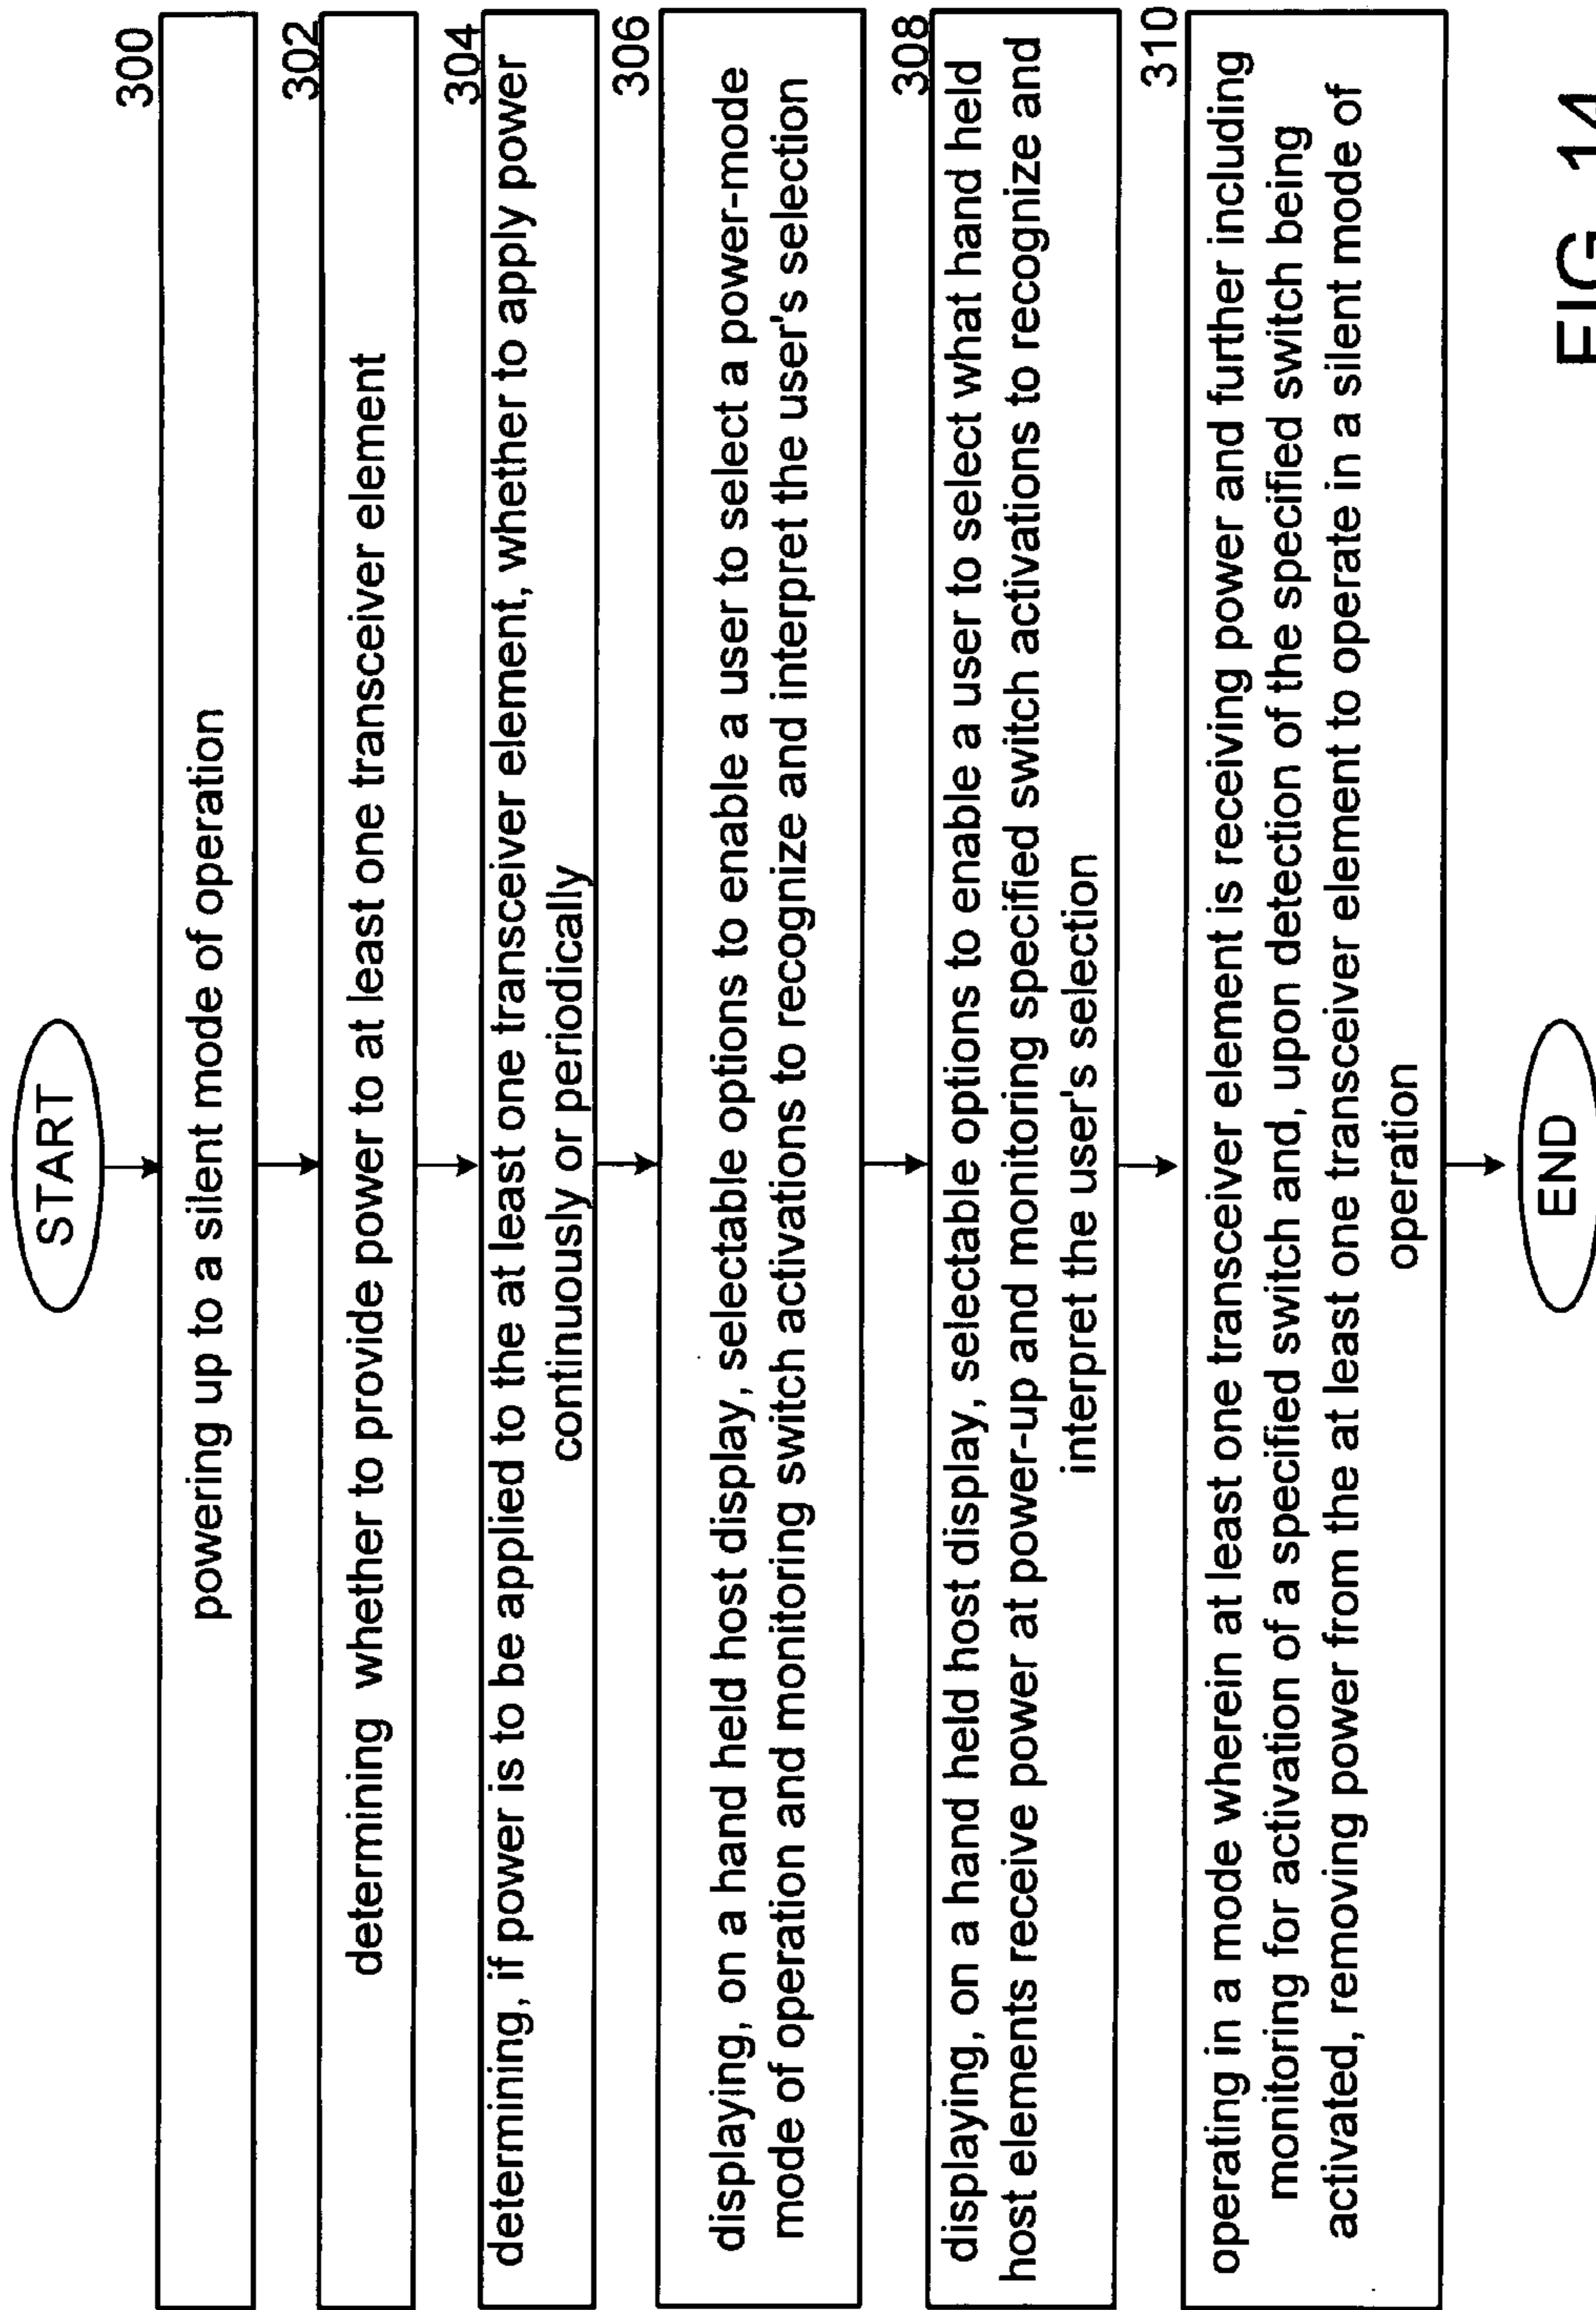 START
300
powering up to a silent mode of operation
302
determining whether to provide power to at least one transceiver element
304
determining, if power is to be applied to the at least one transceiver element, whether to apply power
continuously or periodically
306
displaying, on a hand held host display, selectable options to enable a user to select a power-mode
mode of operation and monitoring switch activations to recognize and interpret the user's selection
308
displaying, on a hand held host display, selectable options to enable a user to select what hand held
host elements receive power at power-up and monitoring specified switch activations to recognize and
interpret the user's selection
310
operating in a mode wherein at least one transceiver element is receiving power and further including
monitoring for activation of a specified switch and, upon detection of the specified switch being
activated, removing power from the at least one transceiver element to operate in a silent mode of
operation
END
FIG. 14